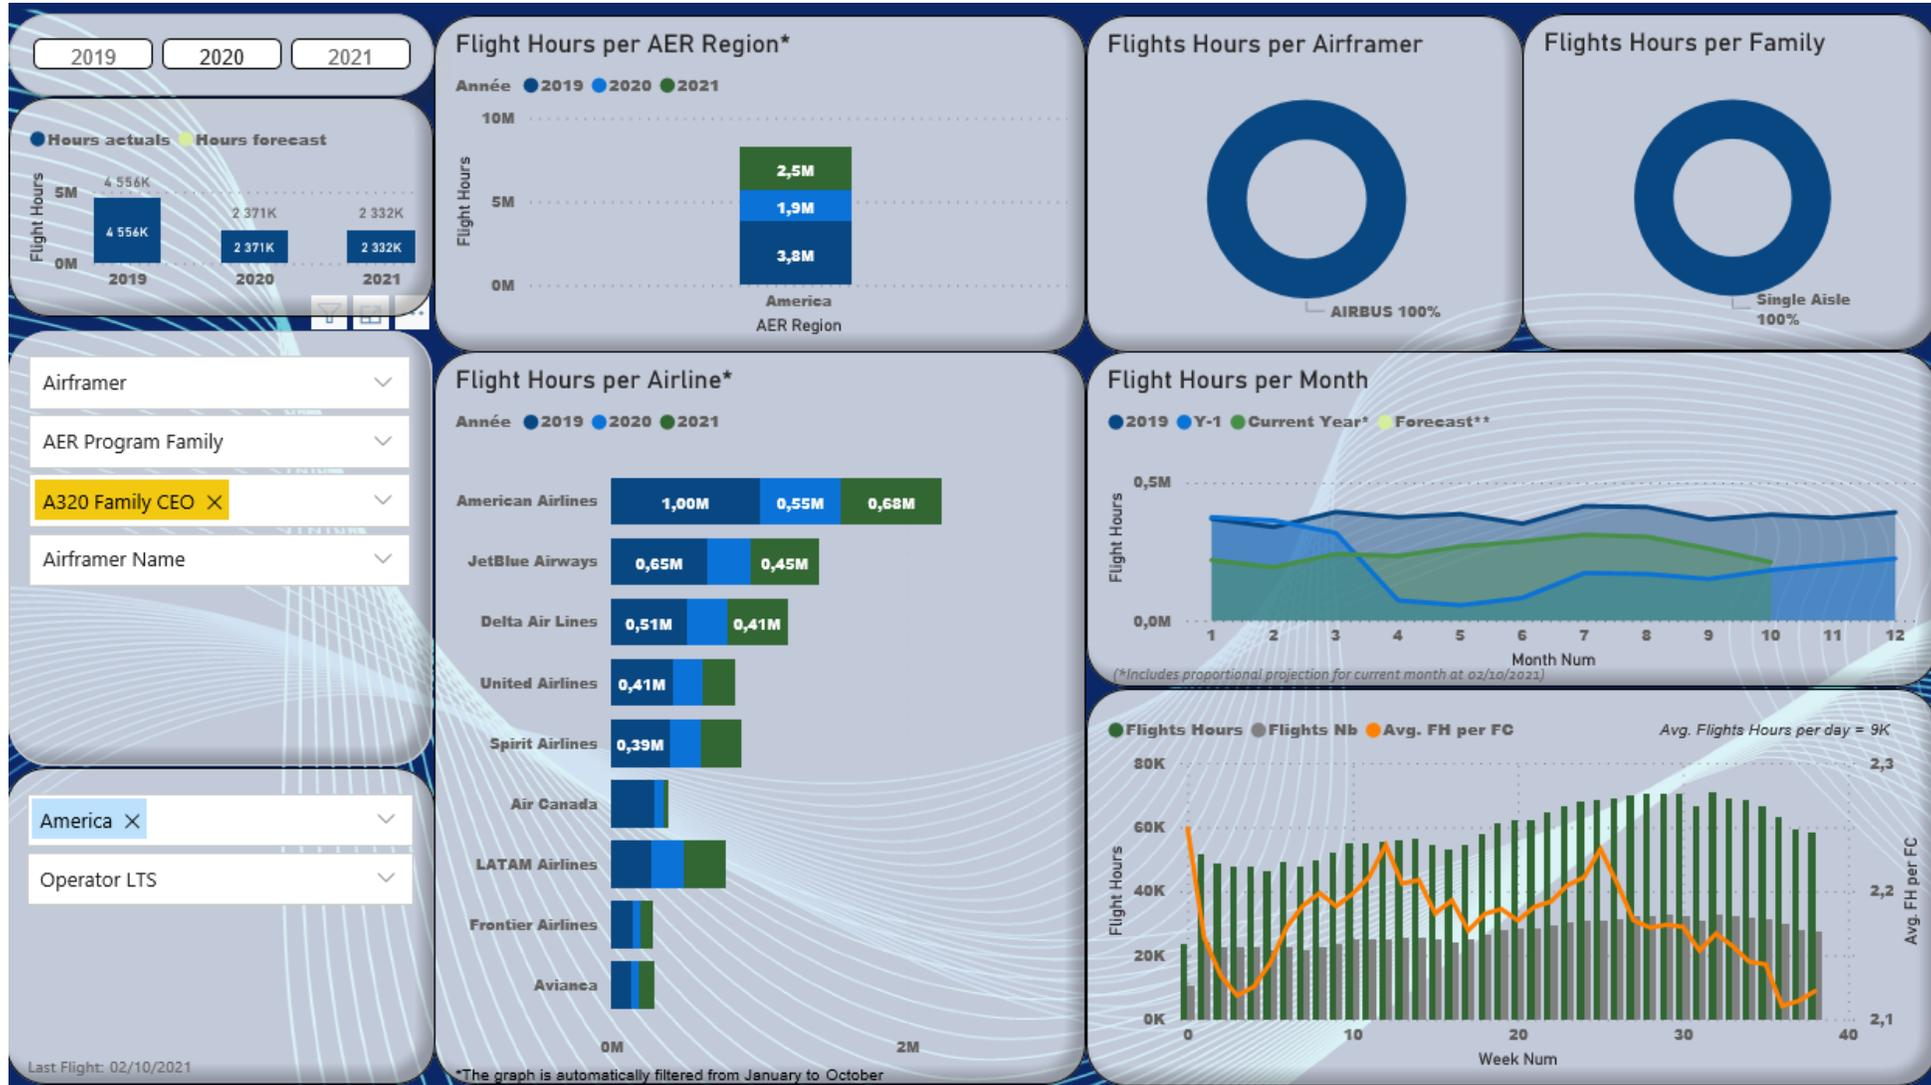 2019 2020 2021
Hours actuals Hours forecast
Flight Hours
5M
0M
4 556K
2 371K
2 332K
4 556K
2 371K
2 332K
2019 2020 2021
Airframer
AER Program Family
A320 Family CEO
Airframer Name
America
Operator LTS
Last Flight: 02/10/2021
Flight Hours per AER Region*
Année 2019 2020 2021
Flight Hours
10M
5M
0M
2,5M
1,9M
3,8M
America
AER Region
Flights Hours per Airframer
AIRBUS 100%
Flights Hours per Family
Single Aisle
100%
Flight Hours per Airline*
Année 2019 2020 2021
American Airlines 1,00M 0,55M 0,68M
JetBlue Airways 0,65M 0,45M
Delta Air Lines 0,51M 0,41M
United Airlines 0,41M
Spirit Airlines 0,39M
Air Canada
LATAM Airlines
Frontier Airlines
Avianca
0M 2M
*The graph is automatically filtered from January to October
Flight Hours per Month
2019 Y-1 Current Year* Forecast**
Flight Hours
0,5M
0,0M
1 2 3 4 5 6 7 8 9 10 11 12
Month Num
(*Includes proportional projection for current month at 02/10/2021)
Flights Hours Flights Nb Avg. FH per FC
Avg. Flights Hours per day = 9K
Flight Hours
80K
60K
40K
20K
0K
2,3
2,2
2,1
Avg. FH per FC
0 10 20 30 40
Week Num